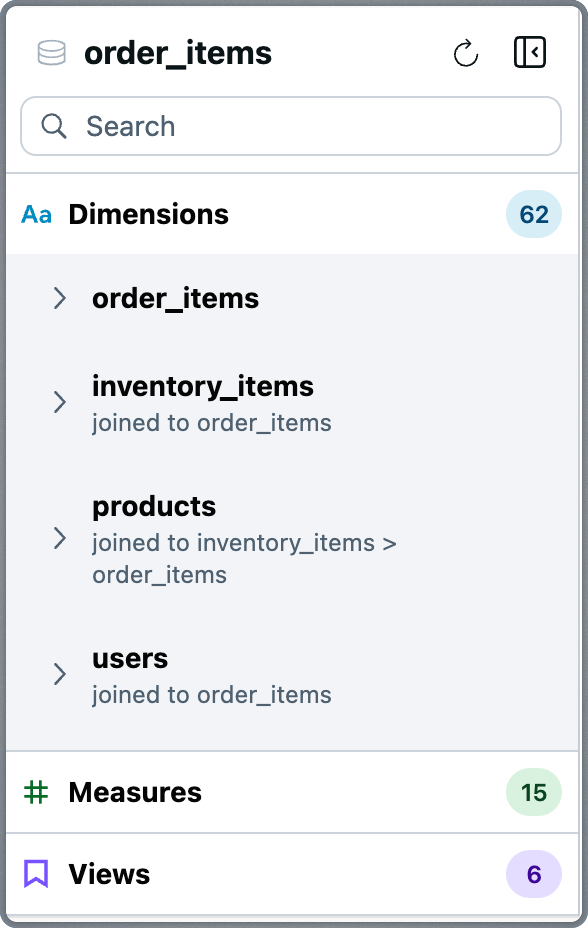 order_items
Search
Aa Dimensions 62
order_items
inventory_items
joined to order_items
products
joined to inventory_items >
order_items
users
joined to order_items
Measures 15
Views 6